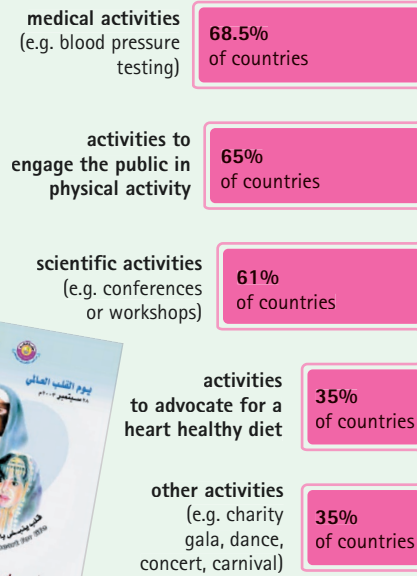 medical activities
(e.g. blood pressure
testing)
68.5%
of countries
activities to
engage the public in
physical activity
65%
of countries
scientific activities
(e.g. conferences
or workshops)
61%
of countries
يوم القلب العالمي
activities
to advocate for a
heart healthy diet
35%
of countries
other activities
(e.g. charity
gala, dance,
concert, carnival)
35%
of countries